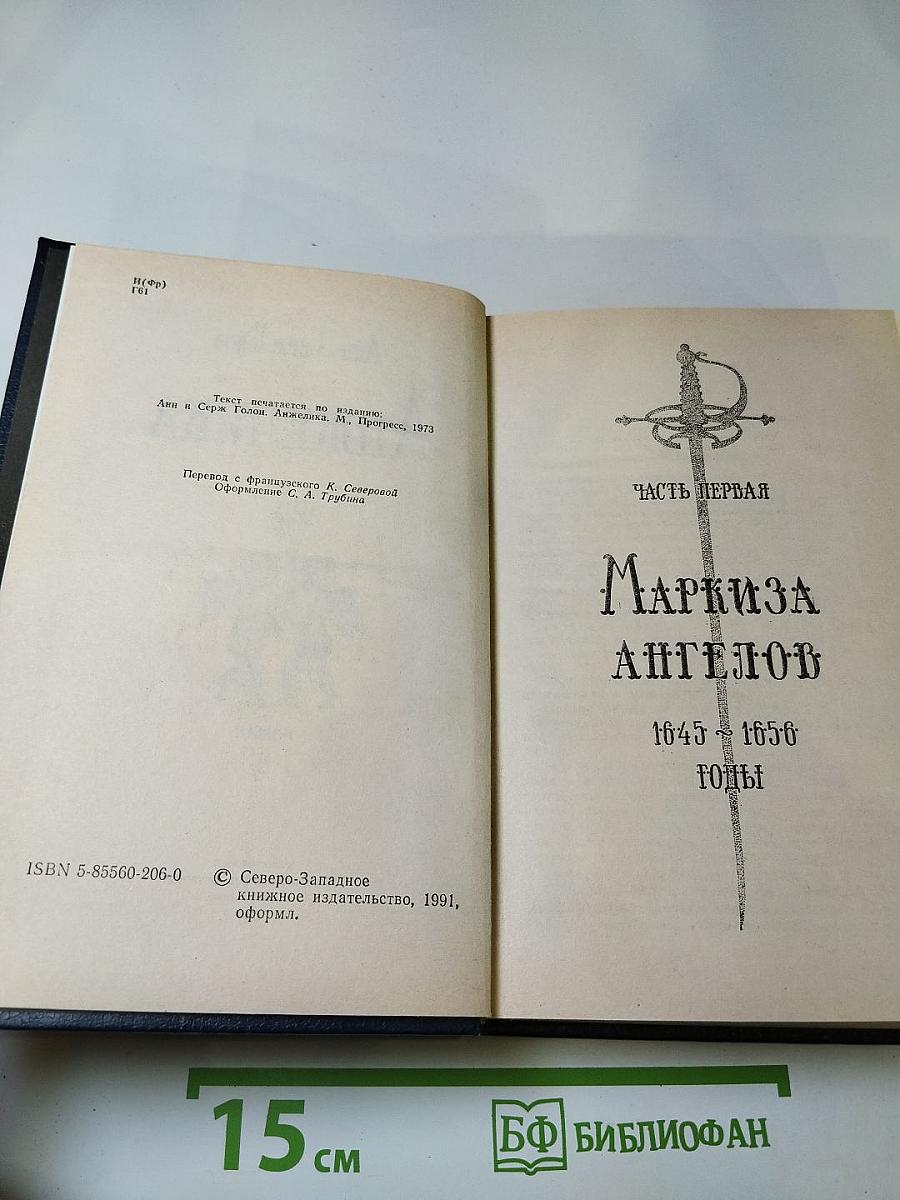 И(Фр)
Г61
Текст печатается по изданию:
Анн и Серж Голон. Анжелика. М., Прогресс, 1973
Перевод с французского К. Северовой
Оформление С. А. Трубина
ISBN 5-85560-206-0
© Северо-Западное
книжное издательство, 1991,
оформл.
ЧАСТЬ ПЕРВАЯ
МАРКИЗА
АНГЕЛОВ
1645 ~ 1656
ГОДЫ
15 СМ
БФ БИБЛИОФАН